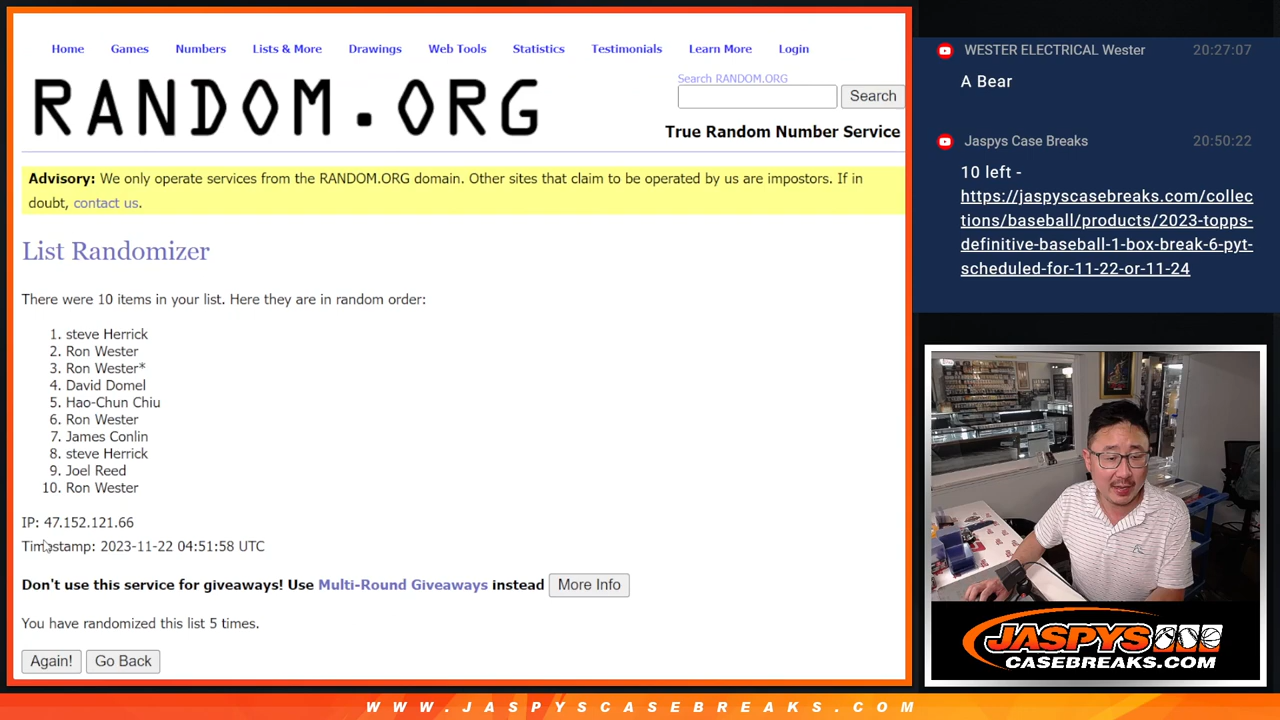 Home Games Numbers Lists & More Drawings Web Tools Statistics Testimonials Learn More Login
RANDOM.ORG
Search RANDOM.ORG
Search
True Random Number Service
Advisory: We only operate services from the RANDOM.ORG domain. Other sites that claim to be operated by us are impostors. If in
doubt, contact us.
List Randomizer
There were 10 items in your list. Here they are in random order:
1. steve Herrick
2. Ron Wester
3. Ron Wester*
4. David Domel
5. Hao-Chun Chiu
6. Ron Wester
7. James Conlin
8. steve Herrick
9. Joel Reed
10. Ron Wester
IP: 47.152.121.66
Timestamp: 2023-11-22 04:51:58 UTC
Don't use this service for giveaways! Use Multi-Round Giveaways instead More Info
You have randomized this list 5 times.
Again! Go Back
WESTER ELECTRICAL Wester 20:27:07
A Bear
Jaspys Case Breaks 20:50:22
10 left -
https://jaspyscasebreaks.com/collec
tions/baseball/products/2023-topps-
definitive-baseball-1-box-break-6-pyt-
scheduled-for-11-22-or-11-24
JASPYS
CASEBREAKS.COM
WWW.JASPYSCASEBREAKS.COM